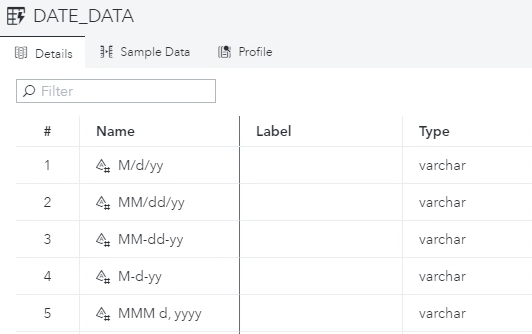 DATE_DATA
Details Sample Data Profile
Filter
# Name Label Type
1 M/d/yy varchar
2 MM/dd/yy varchar
3 MM-dd-yy varchar
4 M-d-yy varchar
5 MMM d, yyyy varchar